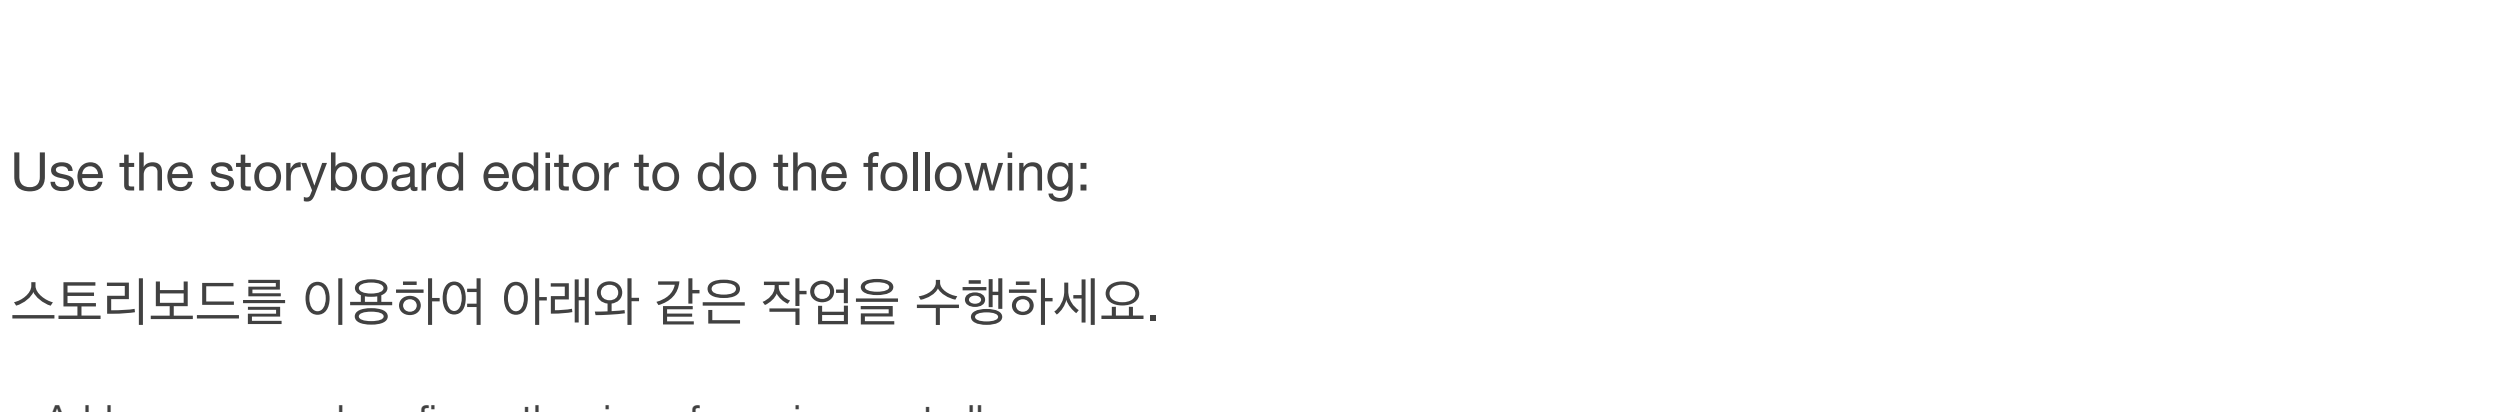 Use the storyboard editor to do the following:
스토리보드를 이용하여 아래와 같은 작업을 수행하세요.